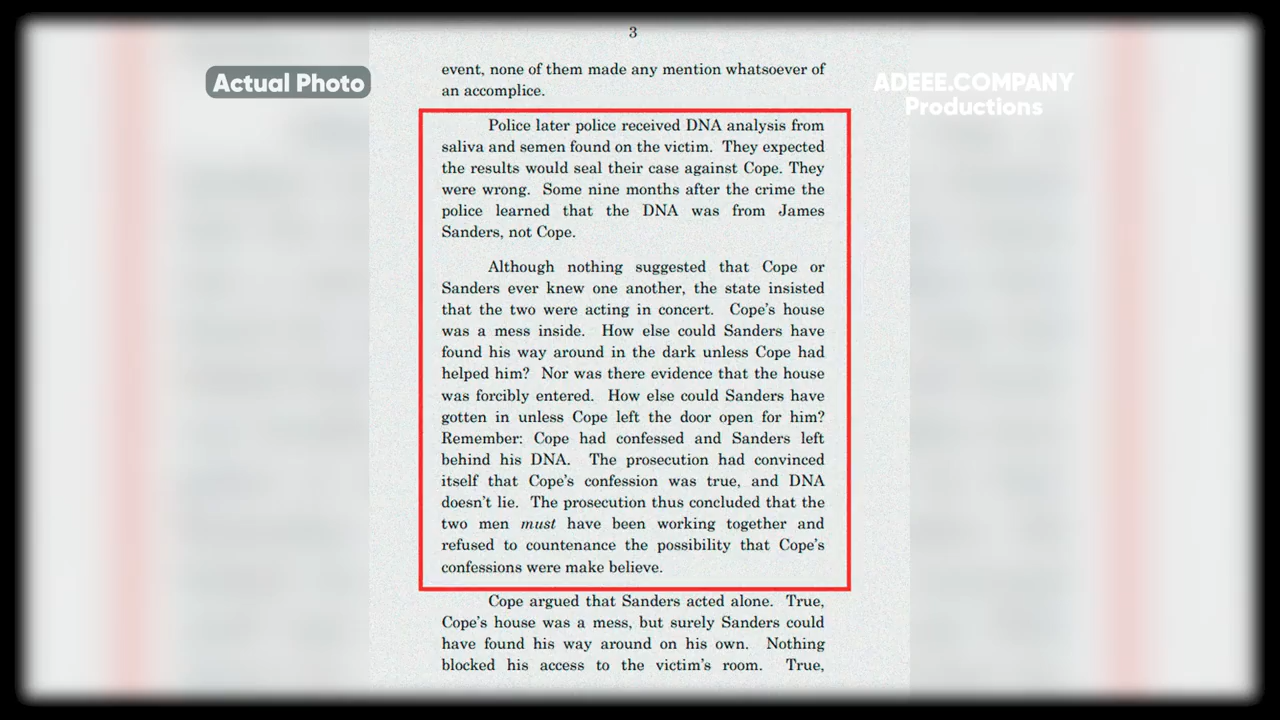 3
Actual Photo
ADEEE.COMPANY
Productions
event, none of them made any mention whatsoever of
an accomplice.
Police later police received DNA analysis from
saliva and semen found on the victim. They expected
the results would seal their case against Cope. They
were wrong. Some nine months after the crime the
police learned that the DNA was from James
Sanders, not Cope.
Although nothing suggested that Cope or
Sanders ever knew one another, the state insisted
that the two were acting in concert. Cope's house
was a mess inside. How else could Sanders have
found his way around in the dark unless Cope had
helped him? Nor was there evidence that the house
was forcibly entered. How else could Sanders have
gotten in unless Cope left the door open for him?
Remember: Cope had confessed and Sanders left
behind his DNA. The prosecution had convinced
itself that Cope's confession was true, and DNA
doesn't lie. The prosecution thus concluded that the
two men must have been working together and
refused to countenance the possibility that Cope's
confessions were make believe.
Cope argued that Sanders acted alone. True,
Cope's house was a mess, but surely Sanders could
have found his way around on his own. Nothing
blocked his access to the victim's room. True,